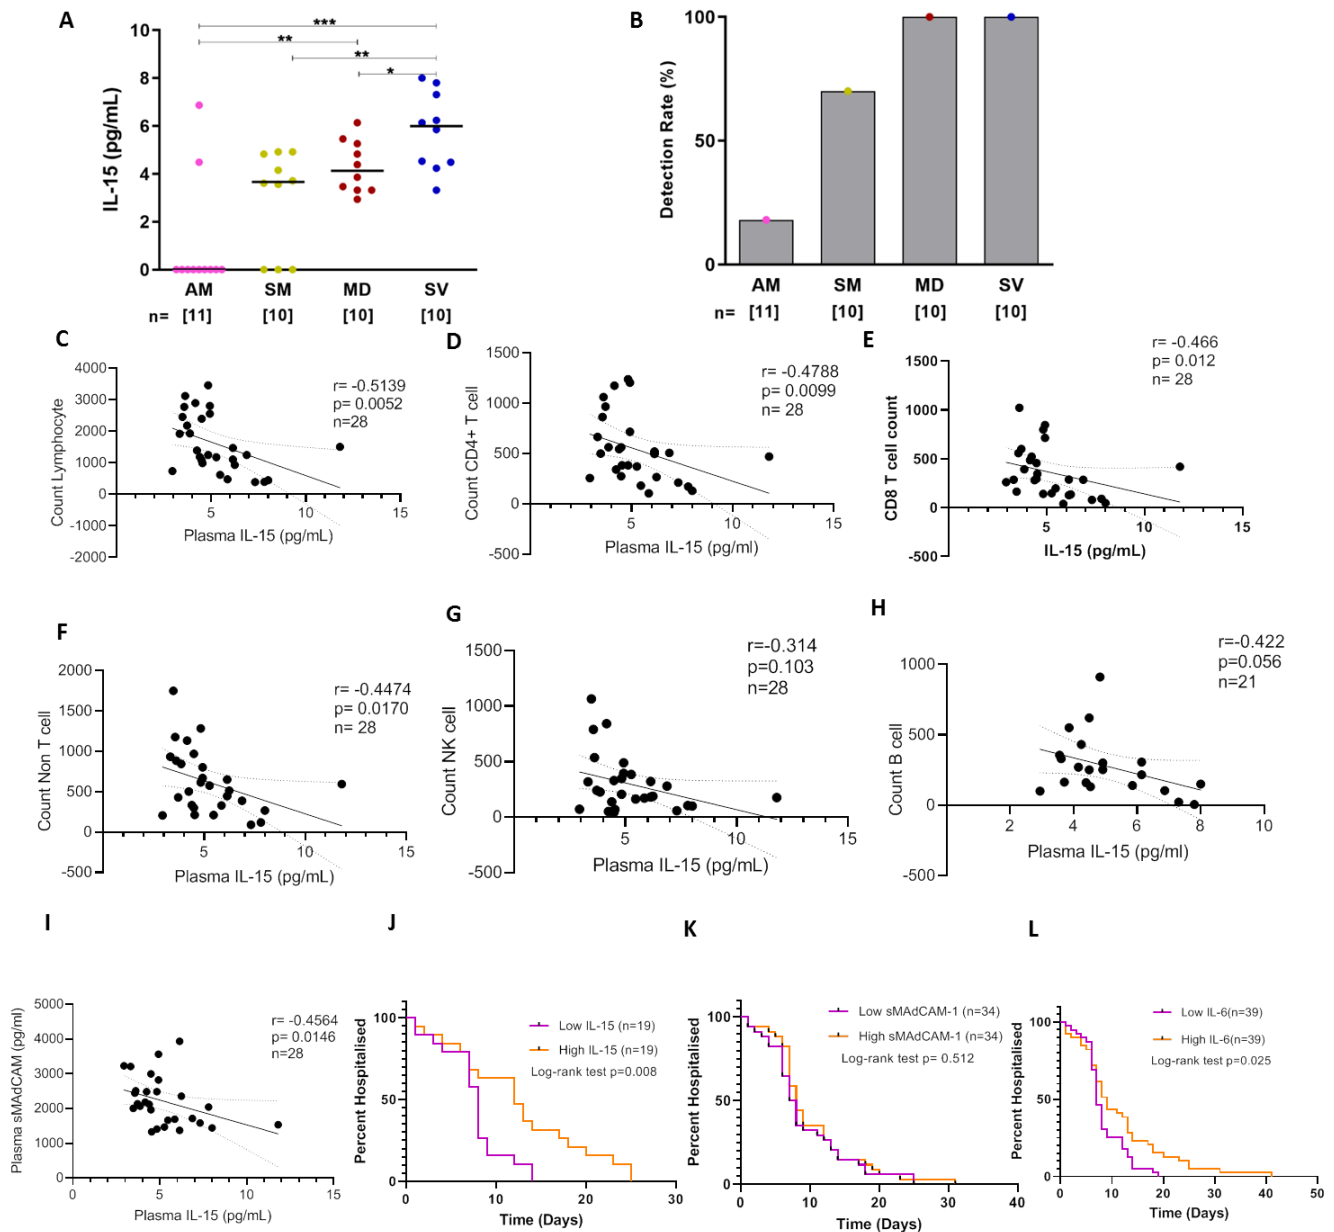 A
***
**
**
*
10
8
6
4
2
0
IL-15 (pg/mL)
AM SM MD SV
n= [11] [10] [10] [10]
B
100
50
0
Detection Rate (%)
AM SM MD SV
n= [11] [10] [10] [10]
C
4000
3000
2000
1000
0
-1000
-2000
Count Lymphocyte
r= -0.5139
p= 0.0052
n=28
5 10 15
Plasma IL-15 (pg/mL)
D
1500
1000
500
0
-500
Count CD4+ T cell
r= -0.4788
p= 0.0099
n= 28
5 10 15
Plasma IL-15 (pg/ml)
E
1500
1000
500
0
-500
CD8 T cell count
r= -0.466
p= 0.012
n= 28
5 10 15
IL-15 (pg/mL)
F
2000
1500
1000
500
0
-500
Count Non T cell
r= -0.4474
p= 0.0170
n= 28
5 10 15
Plasma IL-15 (pg/mL)
G
1500
1000
500
0
-500
Count NK cell
r=-0.314
p=0.103
n=28
5 10 15
Plasma IL-15 (pg/mL)
H
1000
500
0
-500
Count B cell
r=-0.422
p=0.056
n=21
2 4 6 8 10
Plasma IL-15 (pg/ml)
I
5000
4000
3000
2000
1000
0
Plasma sMAdCAM (pg/ml)
r= -0.4564
p= 0.0146
n=28
0 5 10 15
Plasma IL-15 (pg/mL)
J
100
50
0
Percent Hospitalised
Low IL-15 (n=19)
High IL-15 (n=19)
Log-rank test p=0.008
0 10 20 30
Time (Days)
K
100
50
0
Percent Hospitalised
Low sMAdCAM-1 (n=34)
High sMAdCAM-1 (n=34)
Log-rank test p= 0.512
0 10 20 30 40
Time (Days)
L
100
50
0
Percent Hospitalised
Low IL-6(n=39)
High IL-6(n=39)
Log-rank test p=0.025
0 10 20 30 40 50
Time (Days)